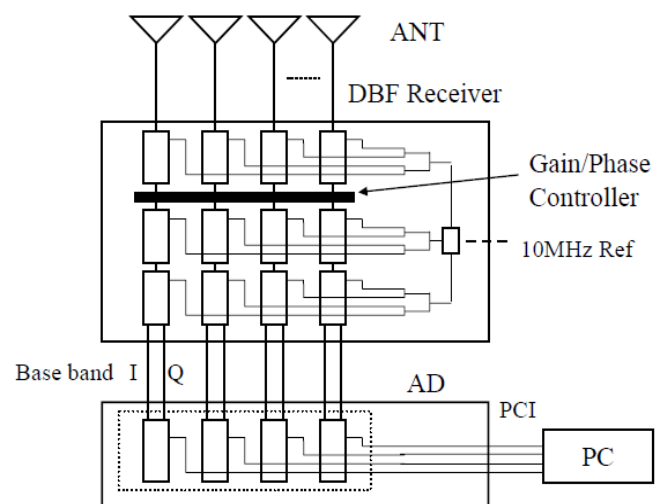 ANT
DBF Receiver
Gain/Phase
Controller
10MHz Ref
Base band I Q
AD
PCI
PC